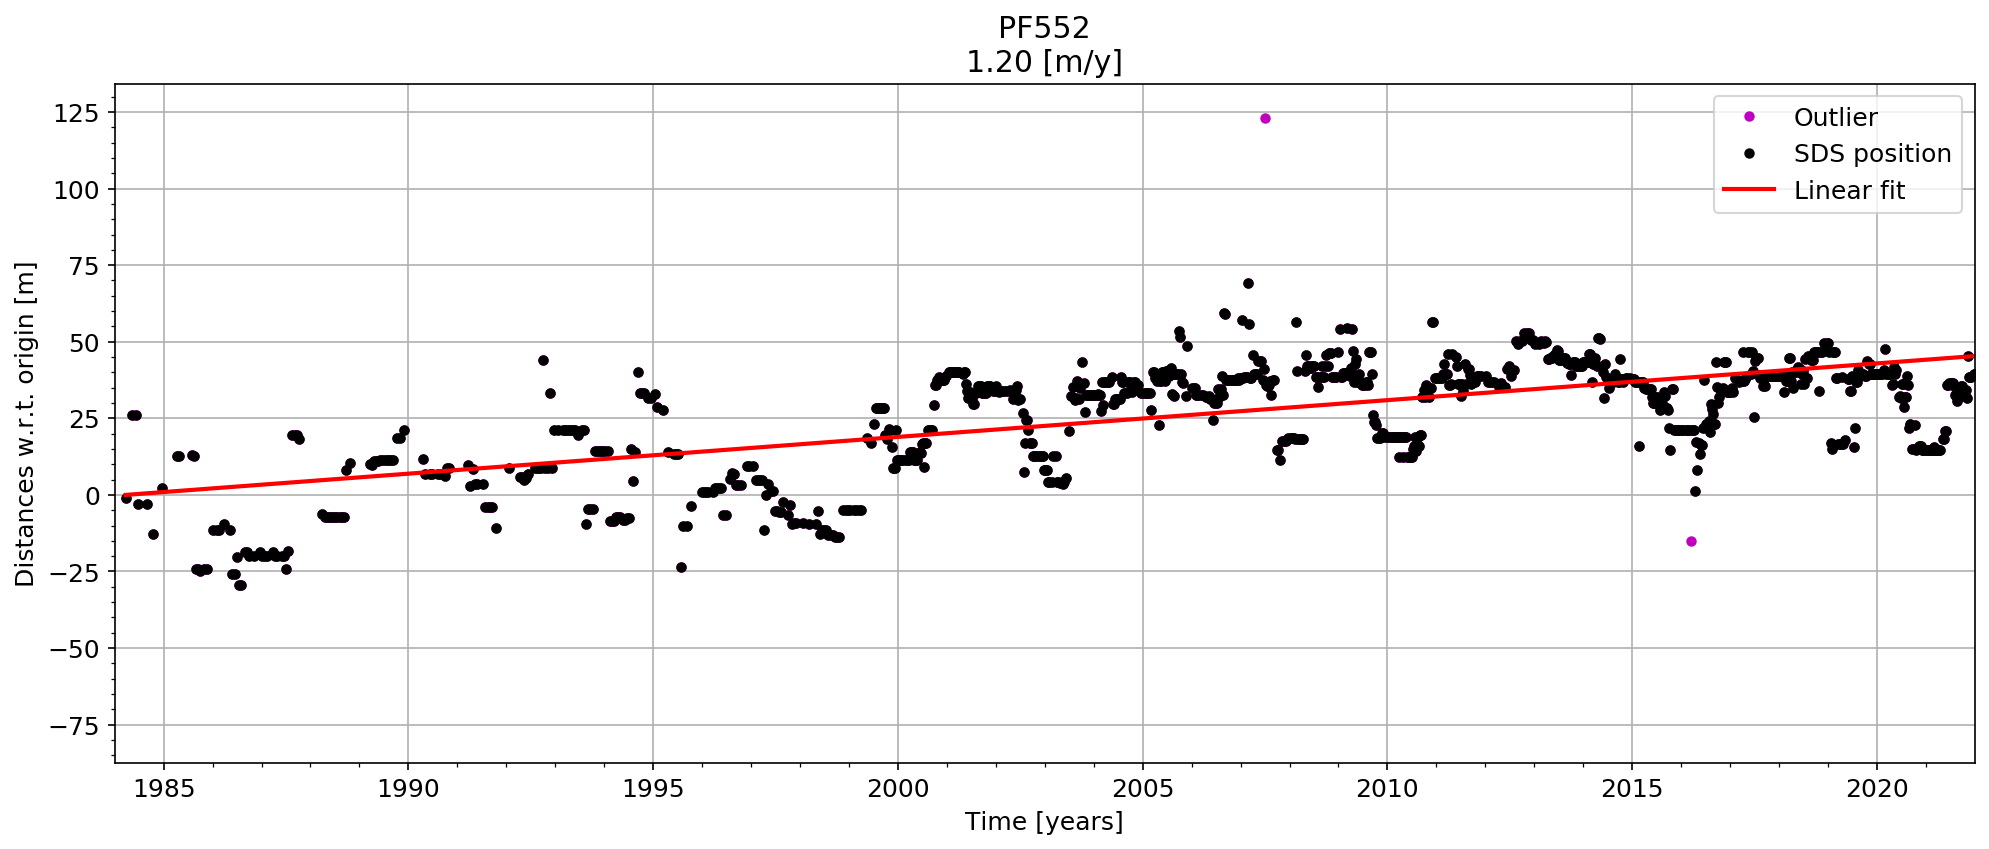 PF552
1.20 [m/y]
Distances w.r.t. origin [m]
125
100
75
50
25
0
−25
−50
−75
Outlier
SDS position
Linear fit
1985 1990 1995 2000 2005 2010 2015 2020
Time [years]